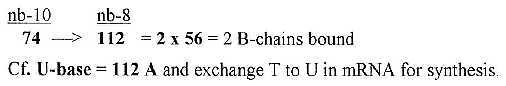 nb-10 nb-8
74 —> 112 = 2 x 56 = 2 B-chains bound
Cf. U-base = 112 A and exchange T to U in mRNA for synthesis.